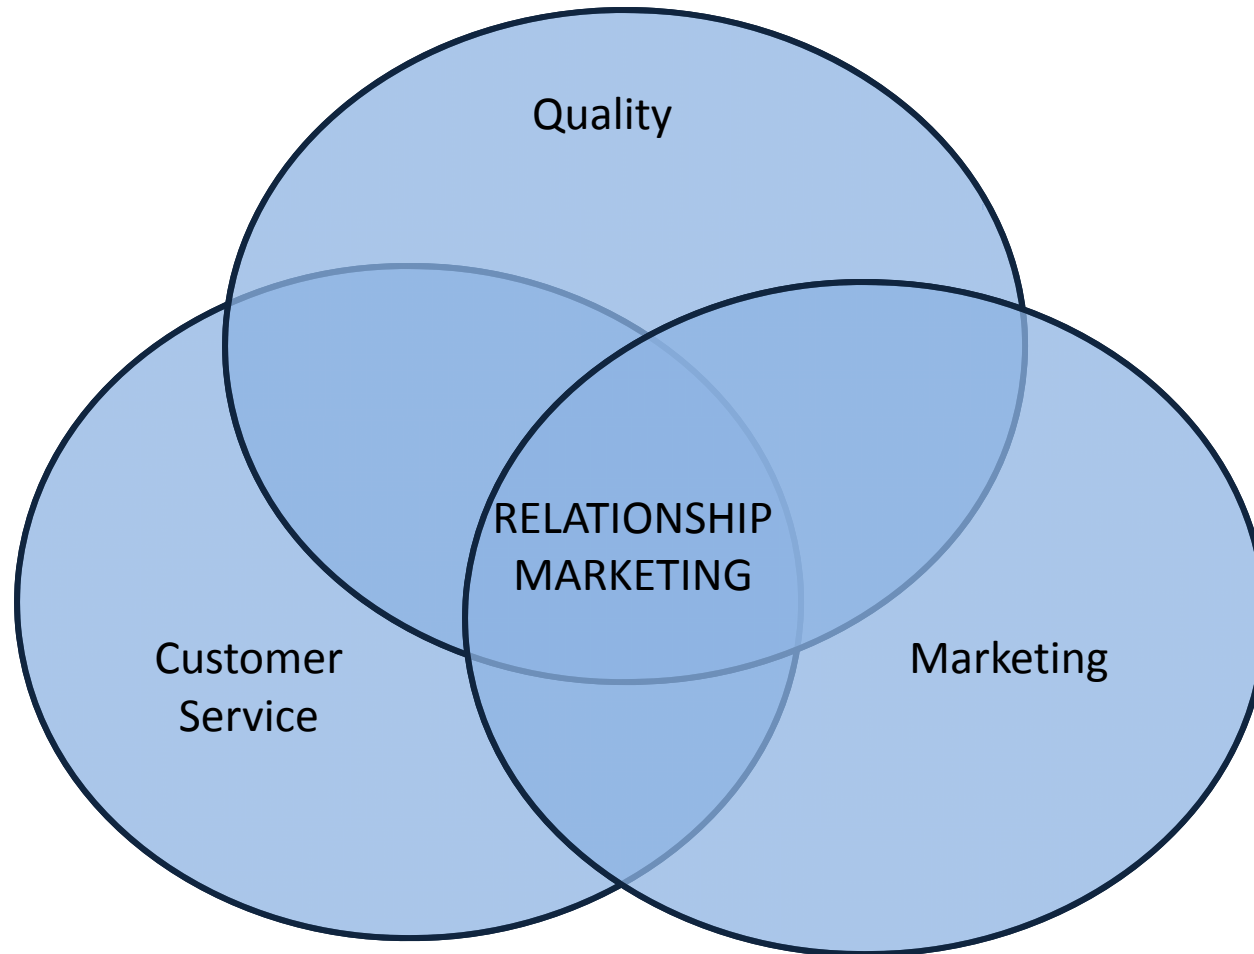 Quality
RELATIONSHIP
MARKETING
Customer
Service
Marketing